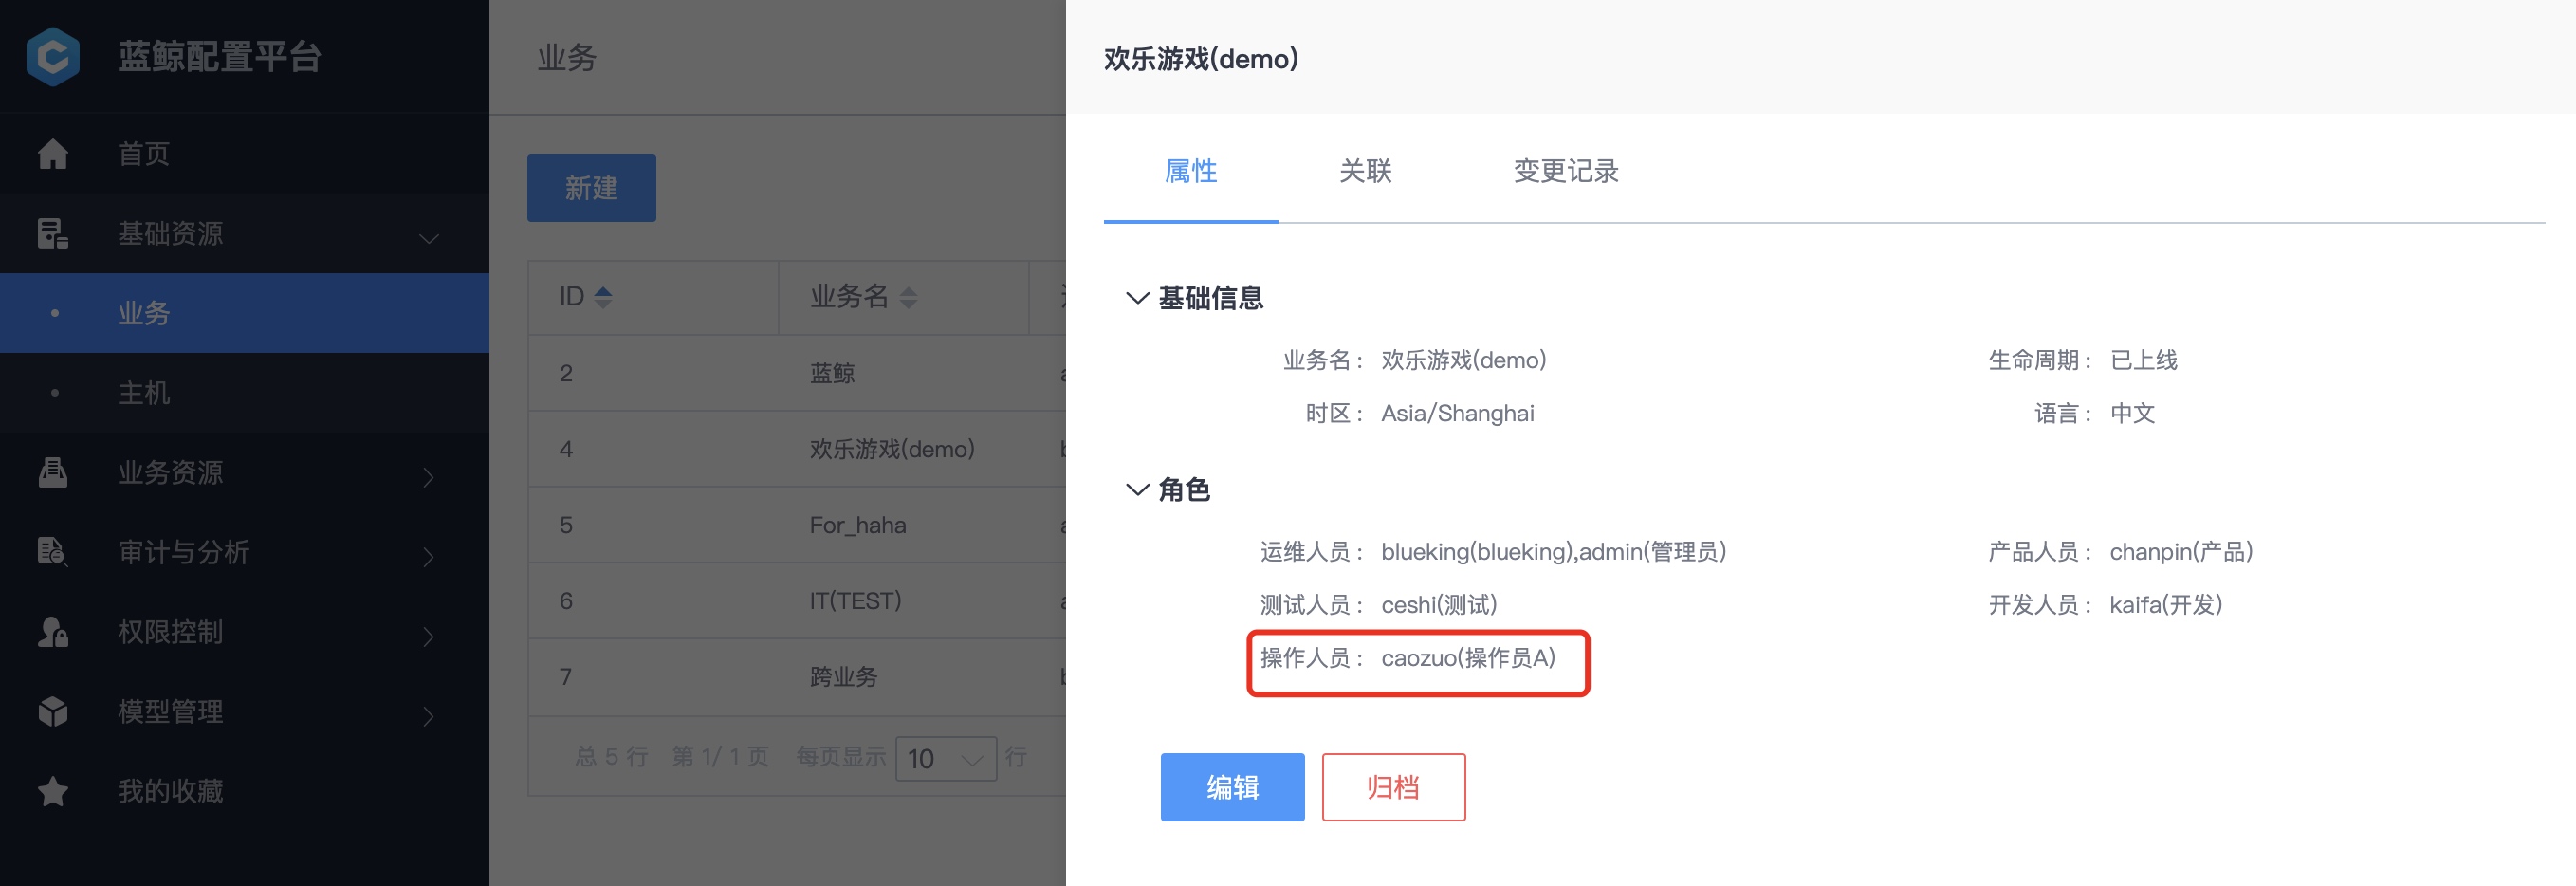 蓝鲸配置平台
首页
基础资源
业务
主机
业务资源
审计与分析
权限控制
模型管理
我的收藏
业务
新建
ID 业务名
2 蓝鲸
4 欢乐游戏(demo)
5 For_haha
6 IT(TEST)
7 跨业务
总 5 行 第 1/ 1 页 每页显示 10 行
欢乐游戏(demo)
属性 关联 变更记录
基础信息
业务名： 欢乐游戏(demo) 生命周期： 已上线
时区： Asia/Shanghai 语言： 中文
角色
运维人员： blueking(blueking),admin(管理员) 产品人员： chanpin(产品)
测试人员： ceshi(测试) 开发人员： kaifa(开发)
操作人员： caozuo(操作员A)
编辑 归档